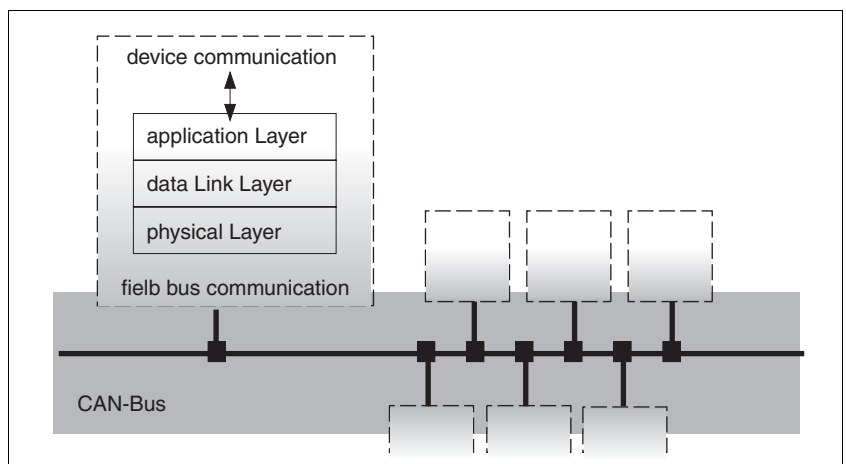 device communication
application Layer
data Link Layer
physical Layer
fielb bus communication
CAN-Bus